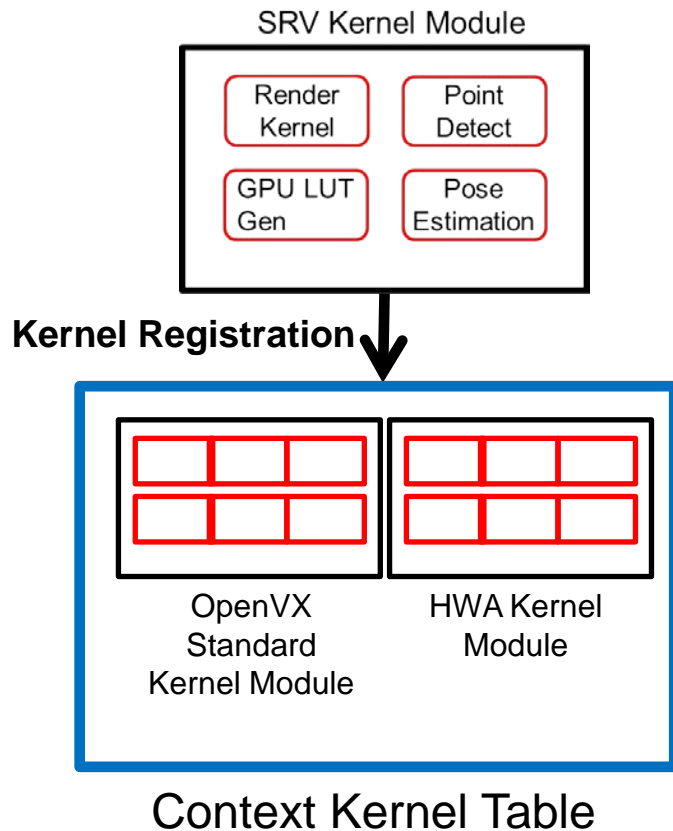 SRV Kernel Module
Render
Kernel
Point
Detect
GPU LUT
Gen
Pose
Estimation
Kernel Registration
OpenVX
Standard
Kernel Module
HWA Kernel
Module
Context Kernel Table